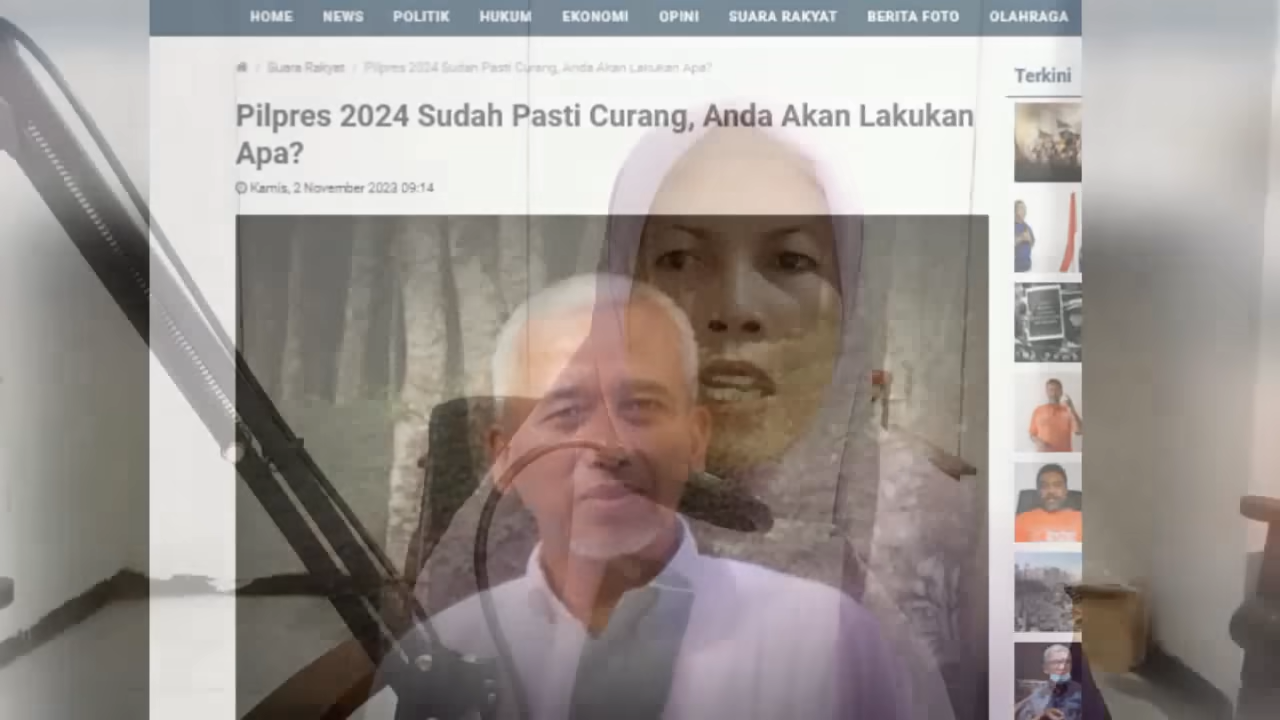 HOME NEWS POLITIK HUKUM EKONOMI OPINI SUARA RAKYAT BERITA FOTO OLAHRAGA
/ Suara Rakyat / Pilpres 2024 Sudah Pasti Curang, Anda Akan Lakukan Apa?
Pilpres 2024 Sudah Pasti Curang, Anda Akan Lakukan
Apa?
Kamis, 2 November 2023 09:14
Terkini